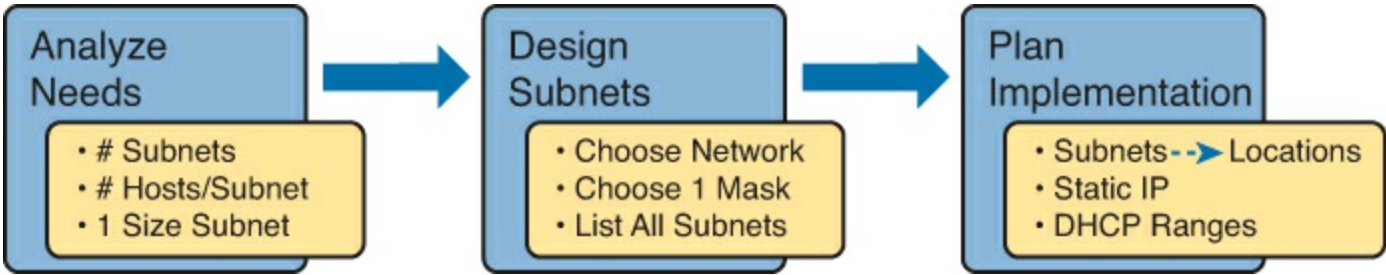 Analyze
Needs
• # Subnets
• # Hosts/Subnet
• 1 Size Subnet
Design
Subnets
• Choose Network
• Choose 1 Mask
• List All Subnets
Plan
Implementation
• Subnets Locations
• Static IP
• DHCP Ranges